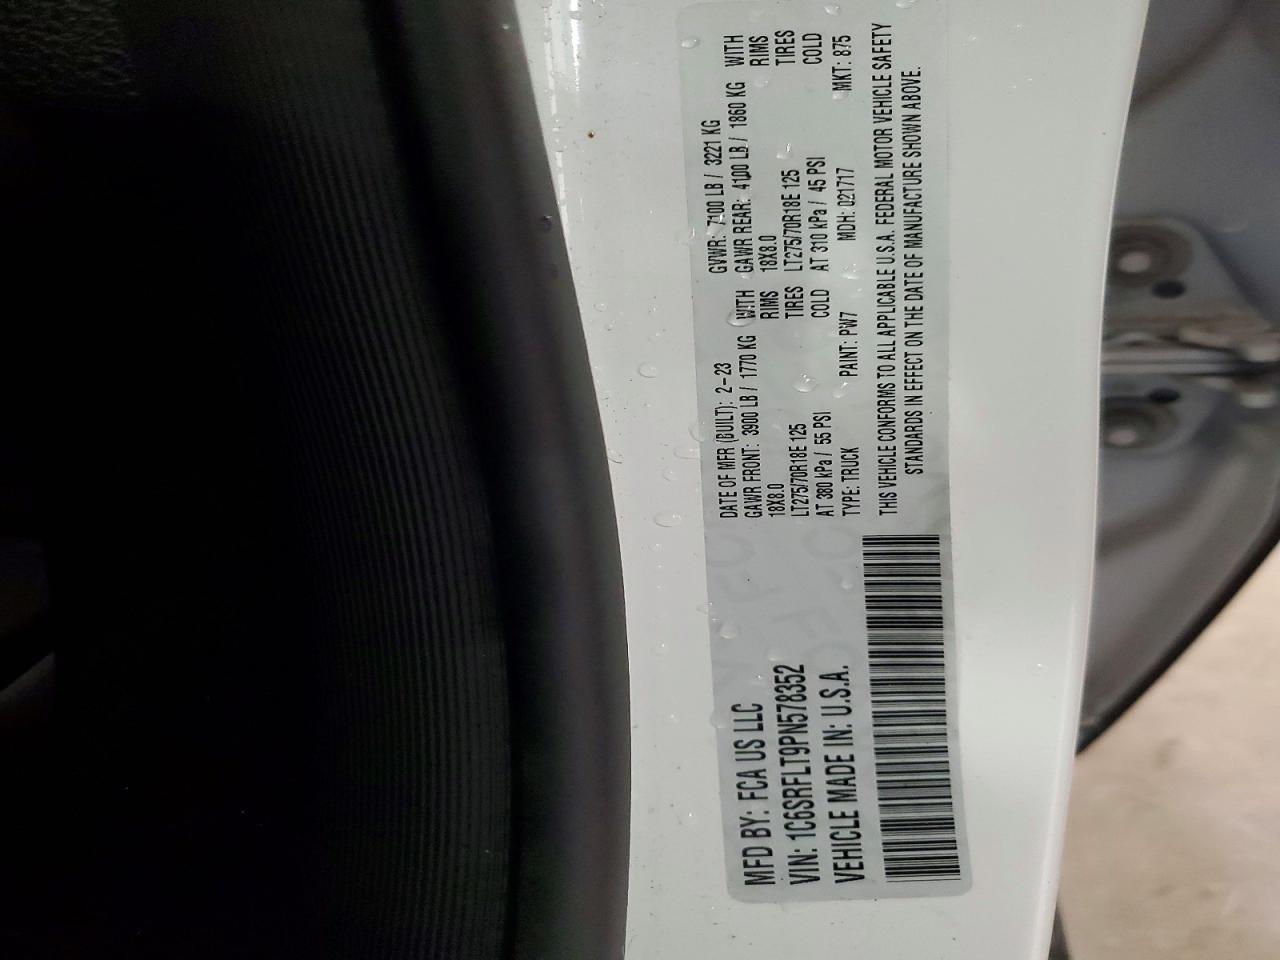 MFD BY: FCA US LLC
VIN: 1C6SRFLT9PN578352
VEHICLE MADE IN: U.S.A.
DATE OF MFR (BUILT): 2-23 GVWR: 7100 LB / 3221 KG
GAWR FRONT: 3900 LB / 1770 KG WITH GAWR REAR: 4100 LB / 1860 KG WITH
18X8.0 RIMS 18X8.0 RIMS
LT275/70R18E 125 TIRES LT275/70R18E 125 TIRES
AT 380 kPa / 55 PSI COLD AT 310 kPa / 45 PSI COLD
TYPE: TRUCK PAINT: PW7 MDH: 021717 MKT: 875
THIS VEHICLE CONFORMS TO ALL APPLICABLE U.S.A. FEDERAL MOTOR VEHICLE SAFETY
STANDARDS IN EFFECT ON THE DATE OF MANUFACTURE SHOWN ABOVE.